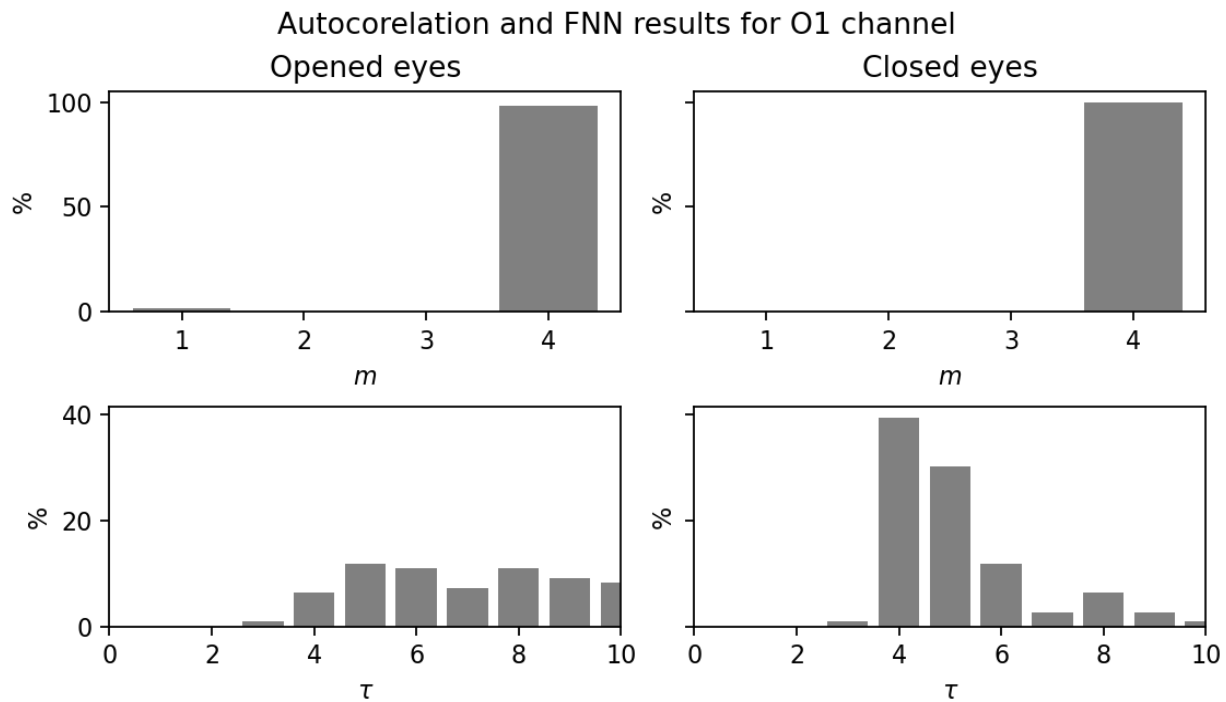 Autocorelation and FNN results for O1 channel
Opened eyes
Closed eyes
%
100
50
0
1 2 3 4
m
%
1 2 3 4
m
%
40
20
0
0 2 4 6 8 10
τ
%
0 2 4 6 8 10
τ